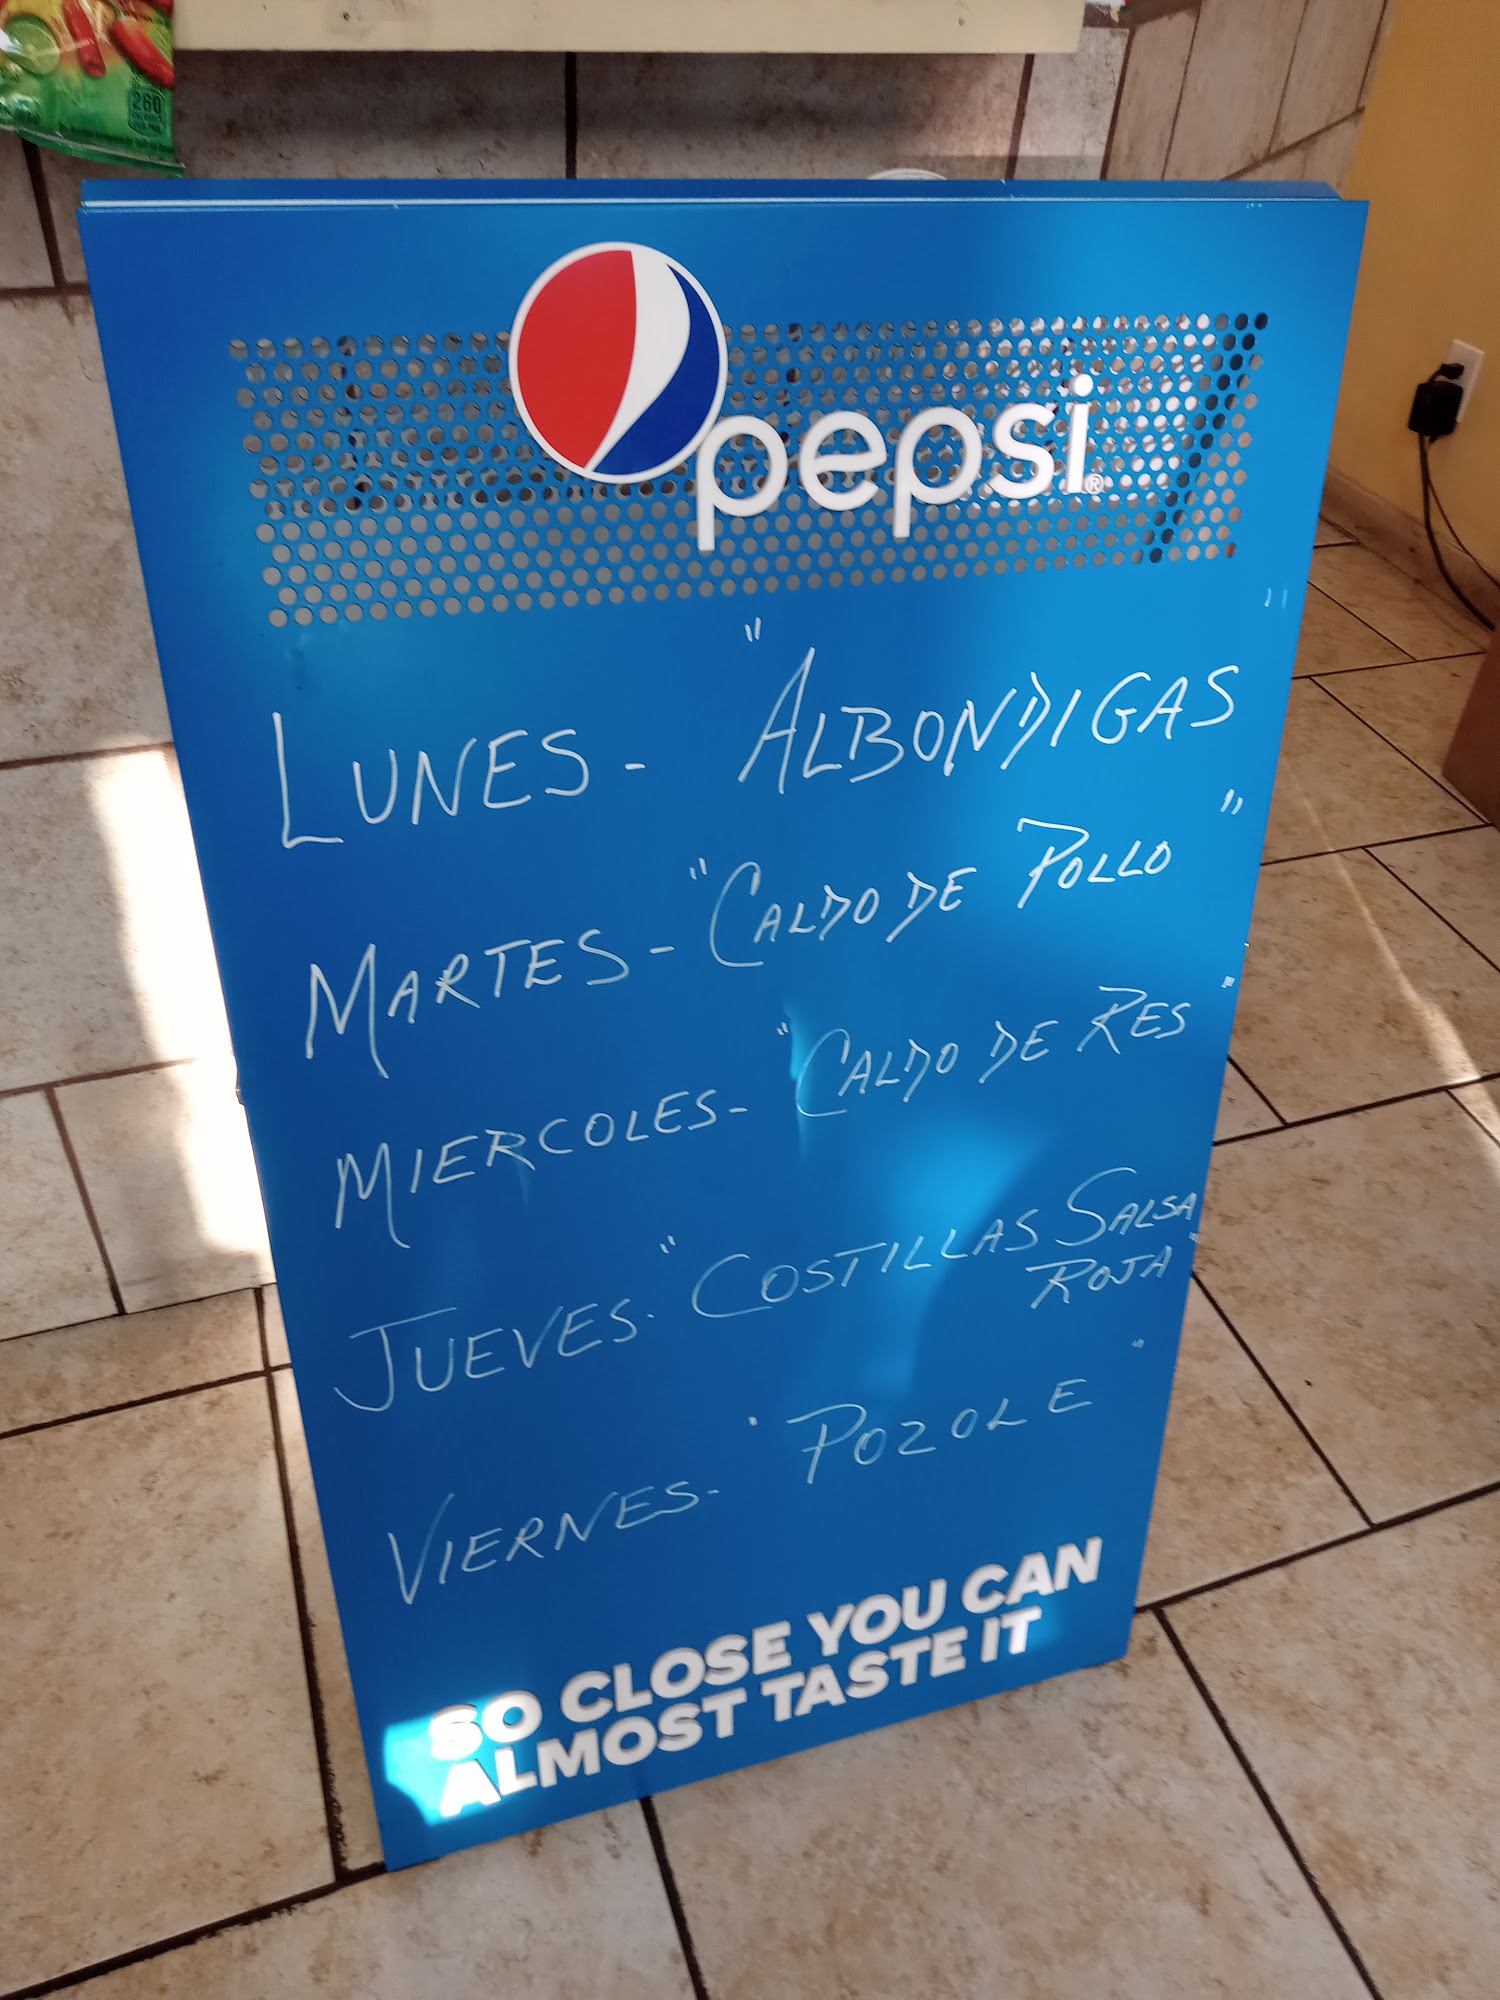 260
pepsi®
LUNES- "ALBONDIGAS"
MARTES- "CALDO DE POLLO"
MIERCOLES- "CALDO DE RES"
JUEVES- "COSTILLAS SALSA
ROJA"
VIERNES- "POZOLE"
SO CLOSE YOU CAN
ALMOST TASTE IT